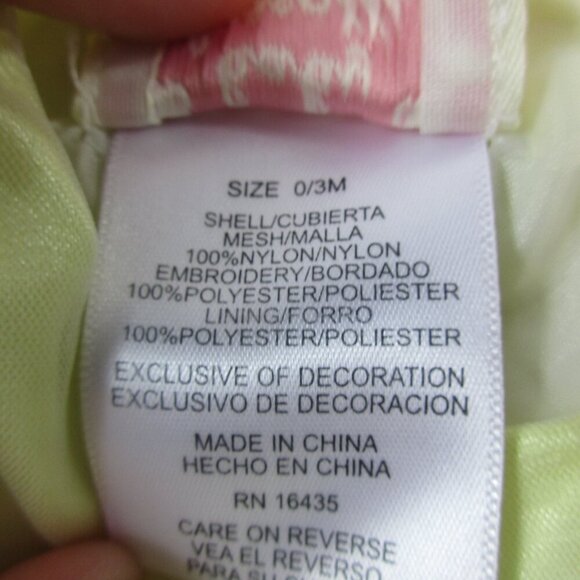 SIZE 0/3M
SHELL/CUBIERTA
MESH/MALLA
100%NYLON/NYLON
EMBROIDERY/BORDADO
100%POLYESTER/POLIESTER
LINING/FORRO
100%POLYESTER/POLIESTER
EXCLUSIVE OF DECORATION
EXCLUSIVO DE DECORACION
MADE IN CHINA
HECHO EN CHINA
RN 16435
CARE ON REVERSE
VEA EL REVERSO
PARA SU